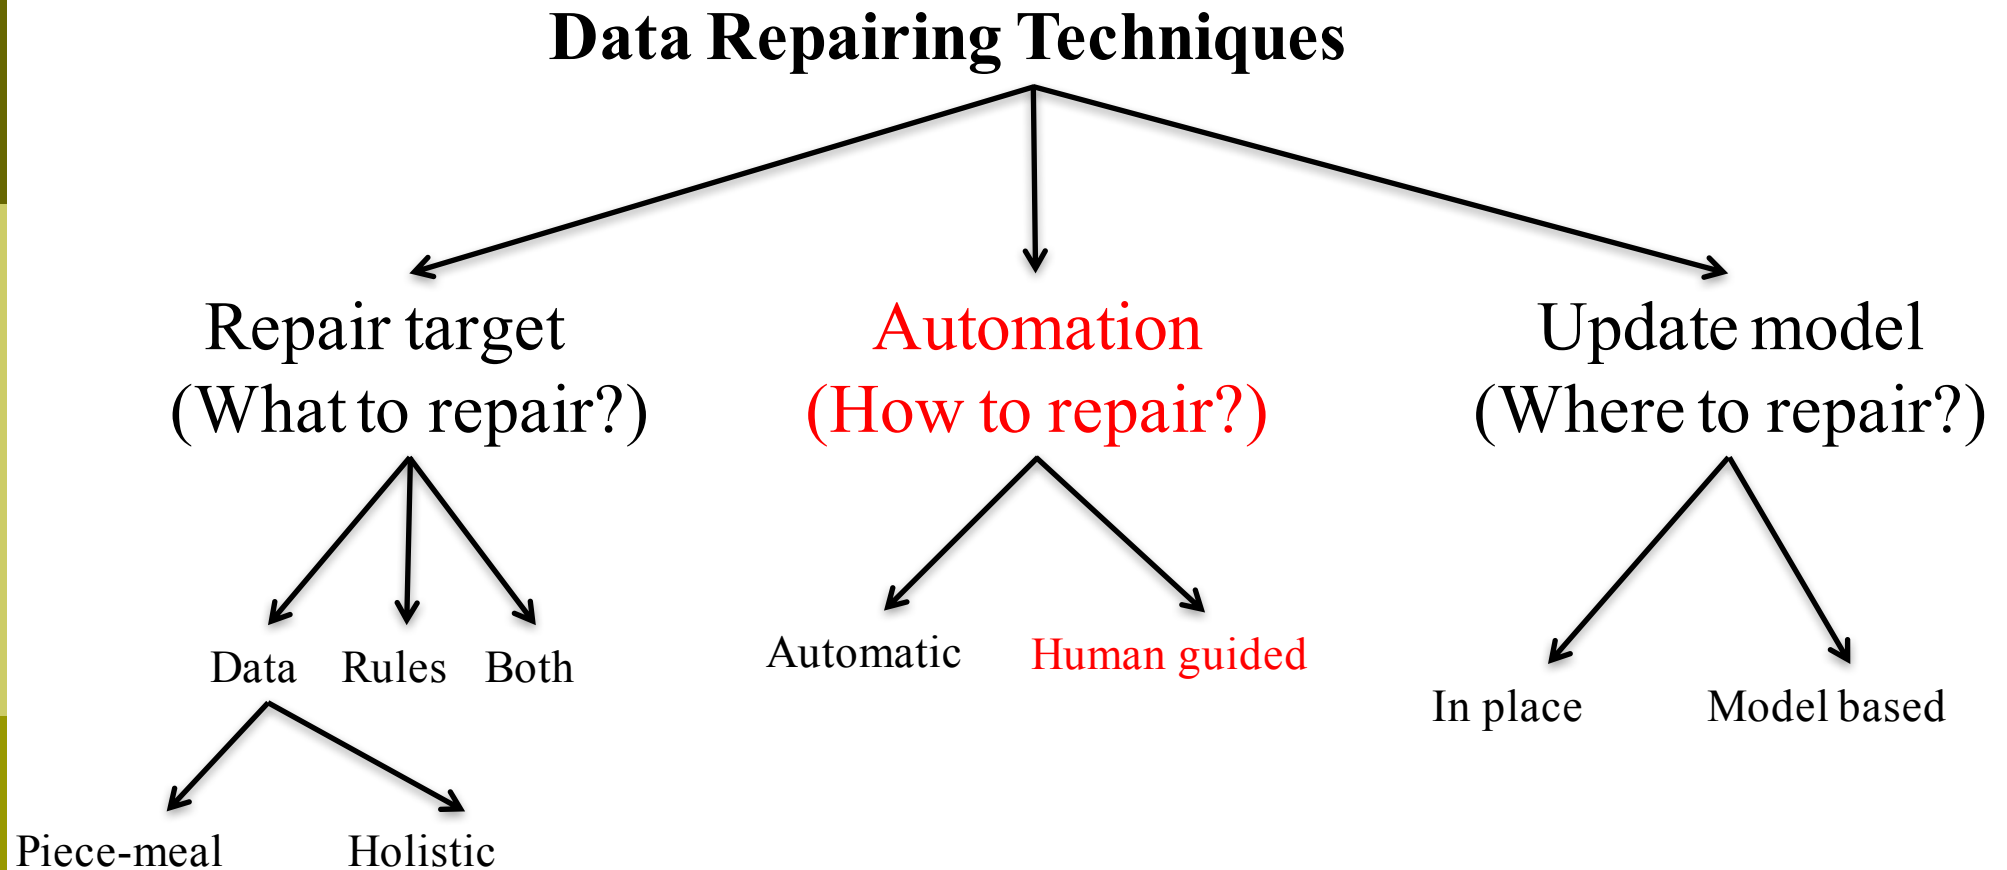 Data Repairing Techniques
Repair target
(What to repair?)
Automation
(How to repair?)
Update model
(Where to repair?)
Data
Rules
Both
Automatic
Human guided
In place
Model based
Piece-meal
Holistic